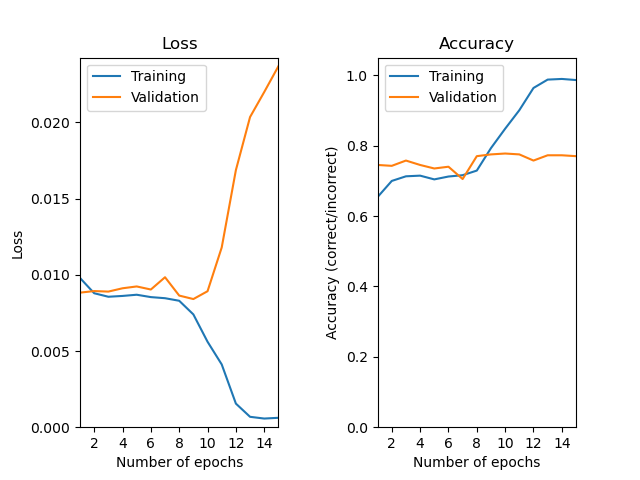 Loss
Training
Validation
0.020
0.015
0.010
0.005
0.000
Loss
2 4 6 8 10 12 14
Number of epochs
Accuracy
Training
Validation
1.0
0.8
0.6
0.4
0.2
0.0
Accuracy (correct/incorrect)
2 4 6 8 10 12 14
Number of epochs